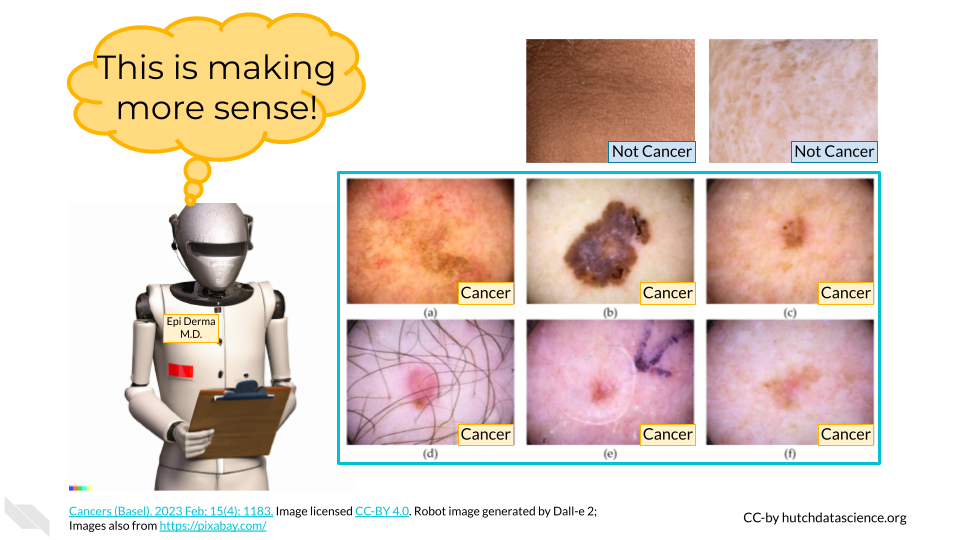 This is making
more sense!
Not Cancer
Not Cancer
Epi Derma
M.D.
Cancer
Cancer
Cancer
(a)
(b)
(c)
Cancer
Cancer
Cancer
(d)
(e)
(f)
Cancers (Basel). 2023 Feb; 15(4): 1183. Image licensed CC-BY 4.0. Robot image generated by Dall-e 2;
Images also from https://pixabay.com/
CC-by hutchdatascience.org